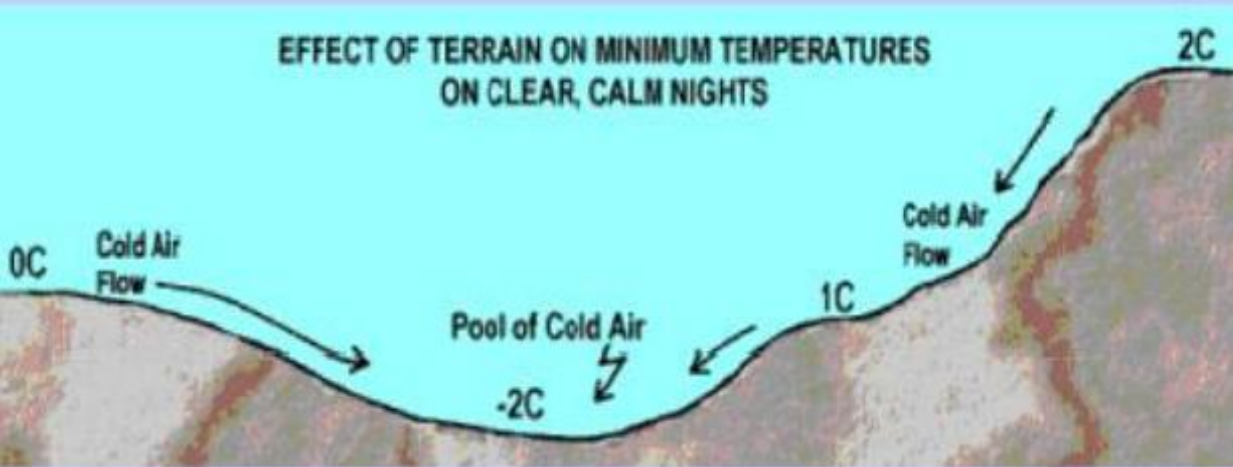 EFFECT OF TERRAIN ON MINIMUM TEMPERATURES
ON CLEAR, CALM NIGHTS
2C
Cold Air
Flow
0C
Cold Air
Flow
1C
Pool of Cold Air
-2C